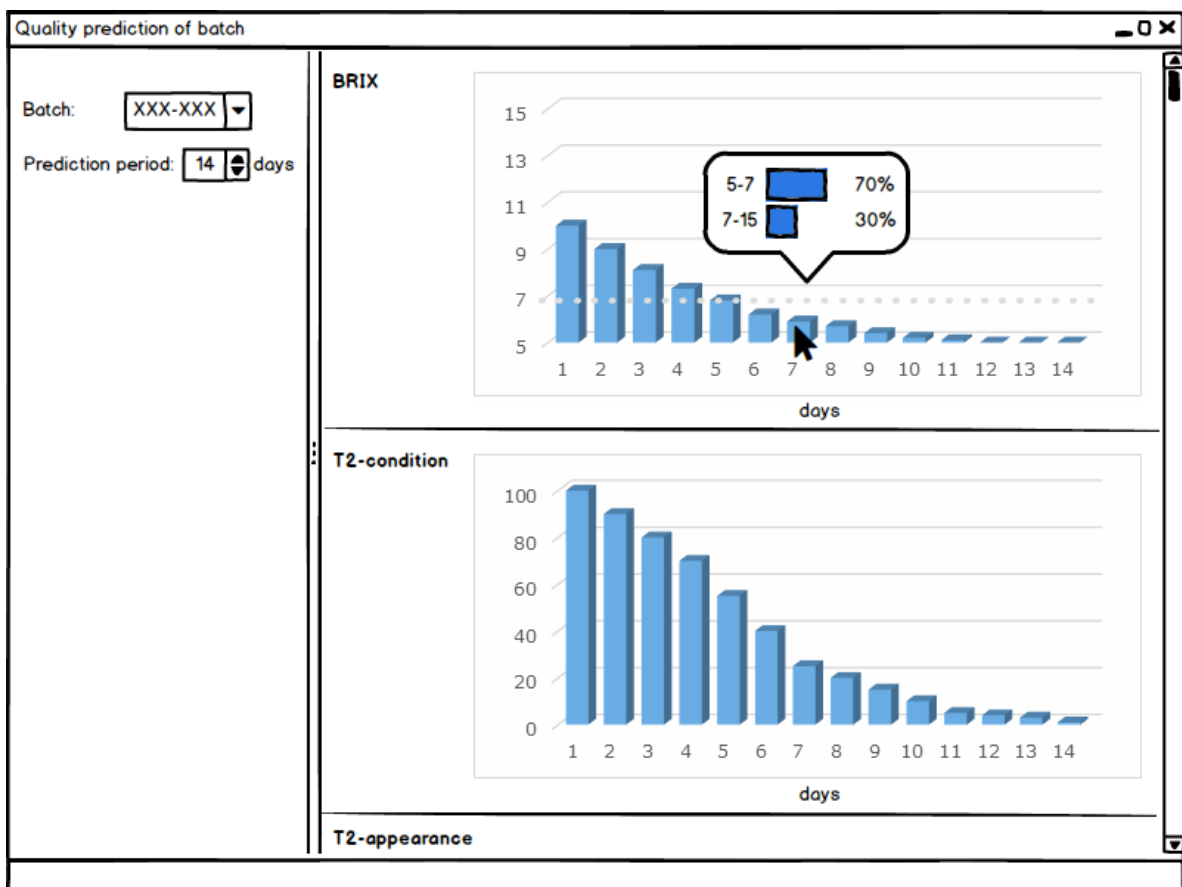 Quality prediction of batch
Batch: XXX-XXX
Prediction period: 14 days
BRIX
15
13
11
9
7
5
5-7 70%
7-15 30%
1 2 3 4 5 6 7 8 9 10 11 12 13 14
days
T2-condition
100
80
60
40
20
0
1 2 3 4 5 6 7 8 9 10 11 12 13 14
days
T2-appearance